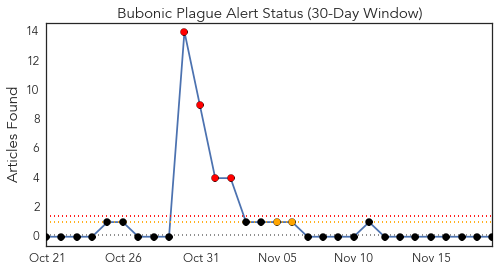 Bubonic Plague Alert Status (30-Day Window)
Articles Found
14
12
10
8
6
4
2
0
Oct 21 Oct 26 Oct 31 Nov 05 Nov 10 Nov 15